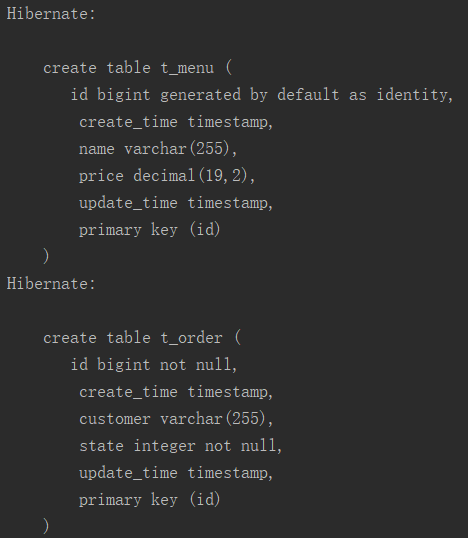 Hibernate:
    create table t_menu (
       id bigint generated by default as identity,
        create_time timestamp,
        name varchar(255),
        price decimal(19,2),
        update_time timestamp,
        primary key (id)
    )
Hibernate:
    create table t_order (
       id bigint not null,
        create_time timestamp,
        customer varchar(255),
        state integer not null,
        update_time timestamp,
        primary key (id)
    )